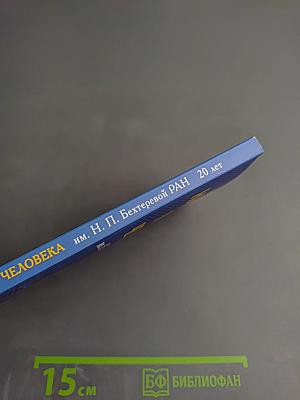 ЧЕЛОВЕКА им. Н. П. Бехтеревой РАН 20 лет
15 см БФ БИБЛИОФАН